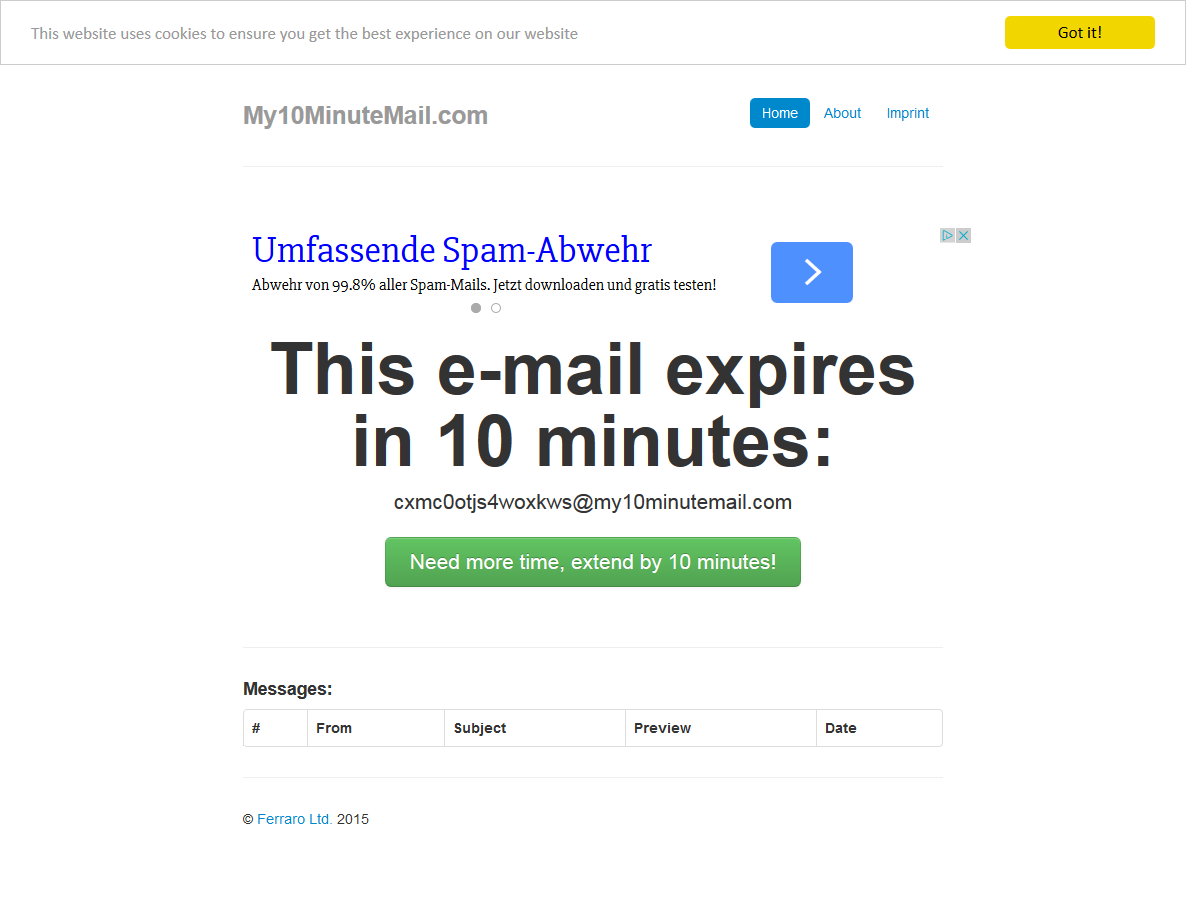 This website uses cookies to ensure you get the best experience on our website
Got it!
My10MinuteMail.com
Home
About
Imprint
Umfassende Spam-Abwehr
Abwehr von 99.8% aller Spam-Mails. Jetzt downloaden und gratis testen!
This e-mail expires
in 10 minutes:
cxmc0otjs4woxkws@my10minutemail.com
Need more time, extend by 10 minutes!
Messages:
# From Subject Preview Date
© Ferraro Ltd. 2015